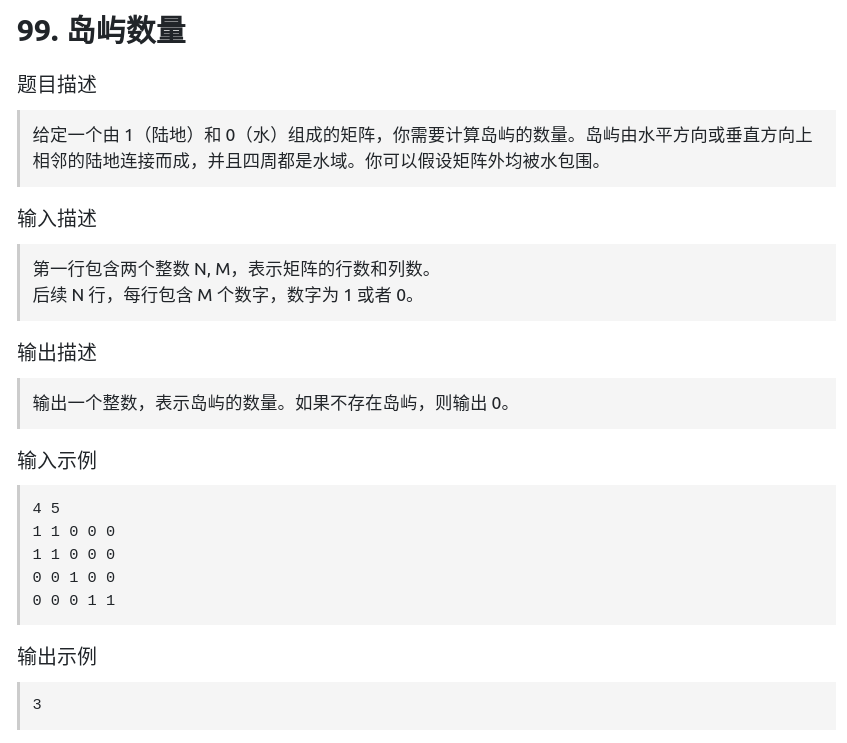 99. 岛屿数量
题目描述
给定一个由 1（陆地）和 0（水）组成的矩阵，你需要计算岛屿的数量。岛屿由水平方向或垂直方向上
相邻的陆地连接而成，并且四周都是水域。你可以假设矩阵外均被水包围。
输入描述
第一行包含两个整数 N, M，表示矩阵的行数和列数。
后续 N 行，每行包含 M 个数字，数字为 1 或者 0。
输出描述
输出一个整数，表示岛屿的数量。如果不存在岛屿，则输出 0。
输入示例
4 5
1 1 0 0 0
1 1 0 0 0
0 0 1 0 0
0 0 0 1 1
输出示例
3